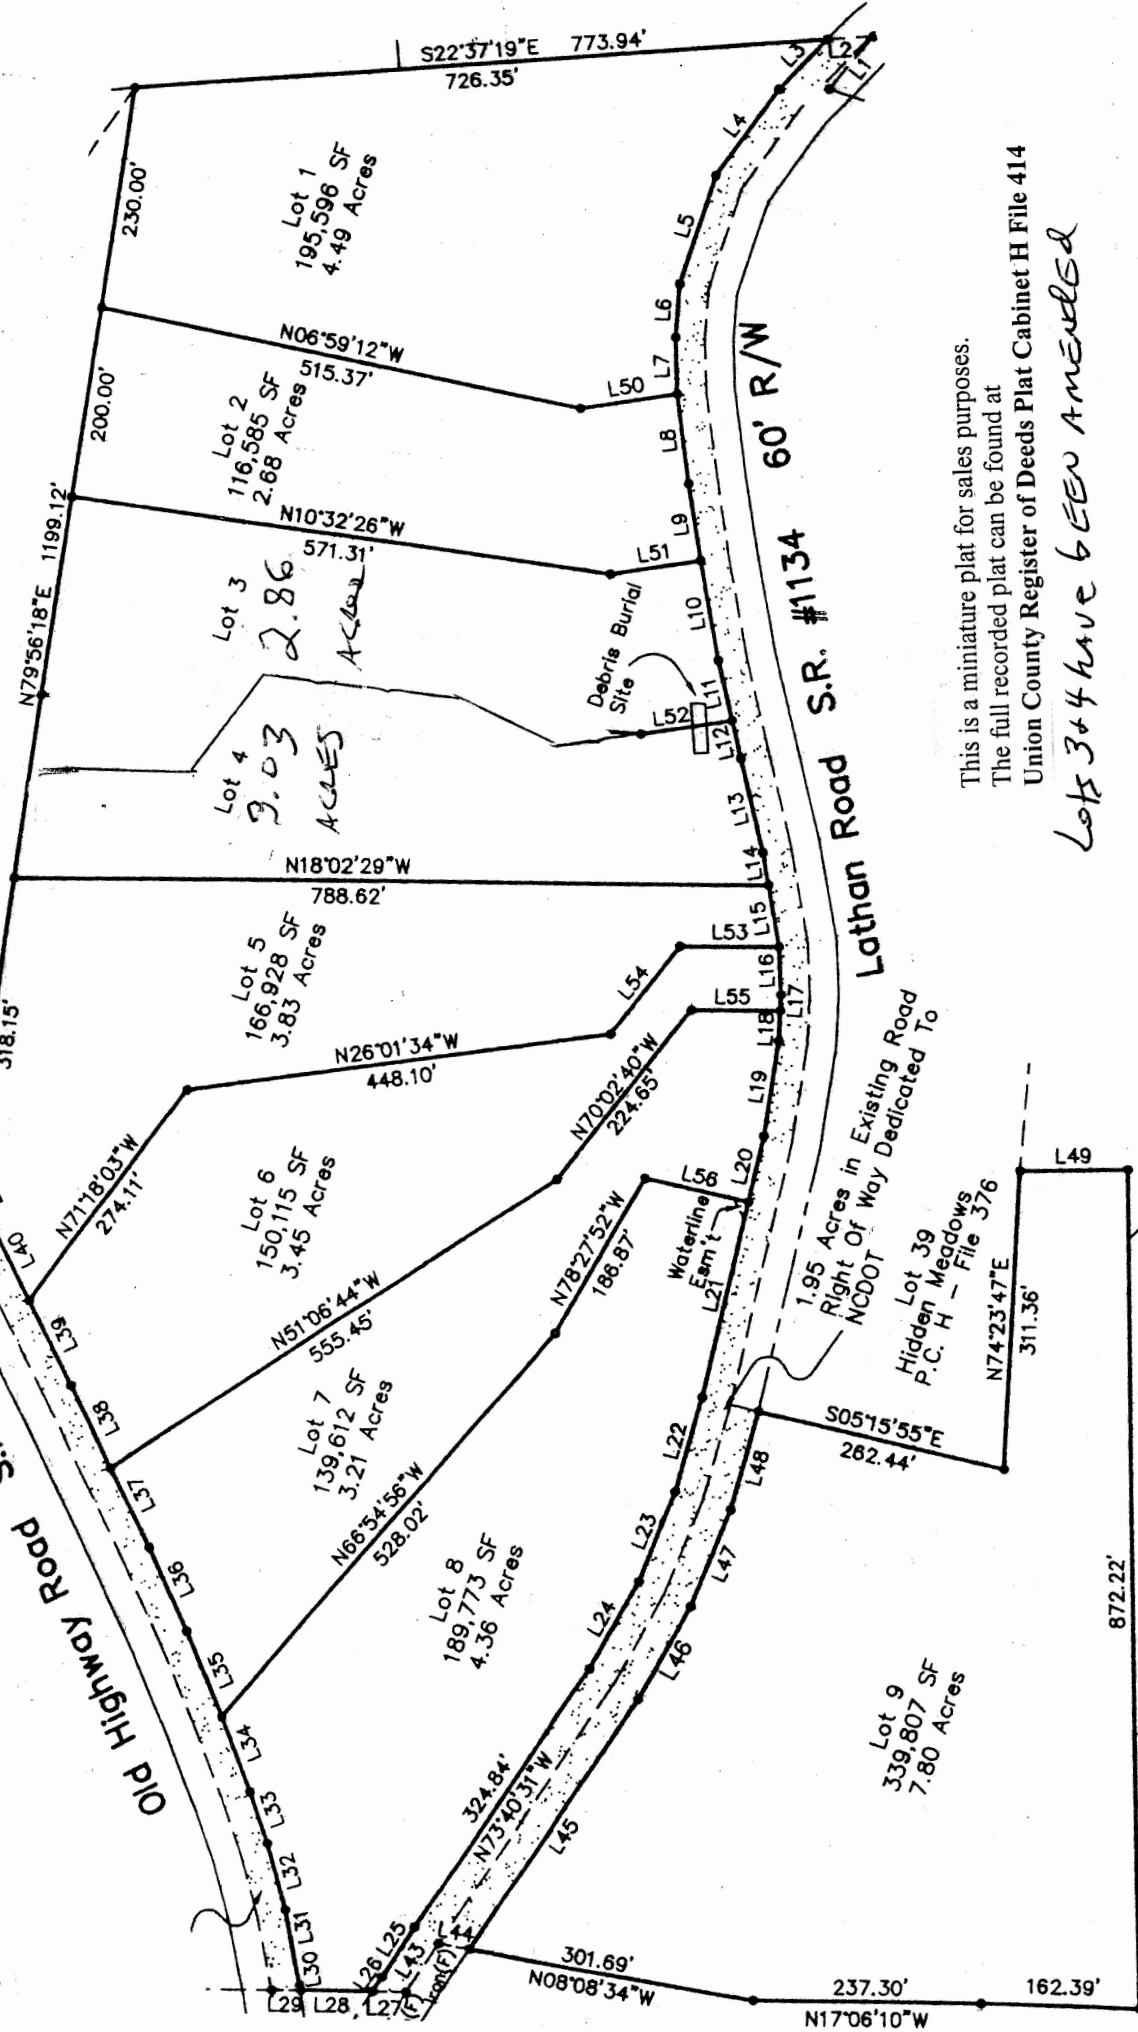 S22°37'19"E 773.94'
726.35'
L3
L2
L1
L4
L5
L6
L7
230.00'
Lot 1
195,596 SF
4.49 Acres
N06°59'12"W
515.37'
L50
200.00'
Lot 2
116,585 SF
2.68 Acres
L8
L9
N10°32'26"W
571.31'
L51
N79°56'18"E 1199.12'
Lot 3
2.86
Acres
L10
L11
Debris Burial
Site
L52
L12
Lot 4
3.03
ACRES
L13
L14
N18°02'29"W
788.62'
318.15'
Lot 5
166,928 SF
3.83 Acres
L15
L53
L16
L54
L17
L55
L18
N26°01'34"W
448.10'
L19
N71°18'03"W
274.11'
Lot 6
150,115 SF
3.45 Acres
N70°02'40"W
224.65'
L20
L40
L39
L38
N51°06'44"W
555.45'
N78°27'52"W
186.87'
L56
Waterline
Esm't
L21
Lot 7
139,612 SF
3.21 Acres
L37
L36
L35
N66°54'56"W
528.02'
L22
L23
L24
Lot 8
189,773 SF
4.36 Acres
L34
L33
L32
L31
L30
L29
L28
324.84'
N73°40'31"W
L25
L26
L27
L43
L44
(F)
Iron(F)
L45
L46
L47
L48
Old Highway Road
Lathan Road S.R. #1134 60' R/W
1.95 Acres in Existing Road
Right Of Way Dedicated To
NCDOT
Lot 39
Hidden Meadows
P.C. H - File 376
N74°23'47"E
311.36'
L49
S05°15'55"E
262.44'
872.22'
Lot 9
339,807 SF
7.80 Acres
301.69'
N08°08'34"W
237.30'
N17°06'10"W
162.39'
This is a miniature plat for sales purposes.
The full recorded plat can be found at
Union County Register of Deeds Plat Cabinet H File 414
Lots 3&4 have bEEN AmENdEd